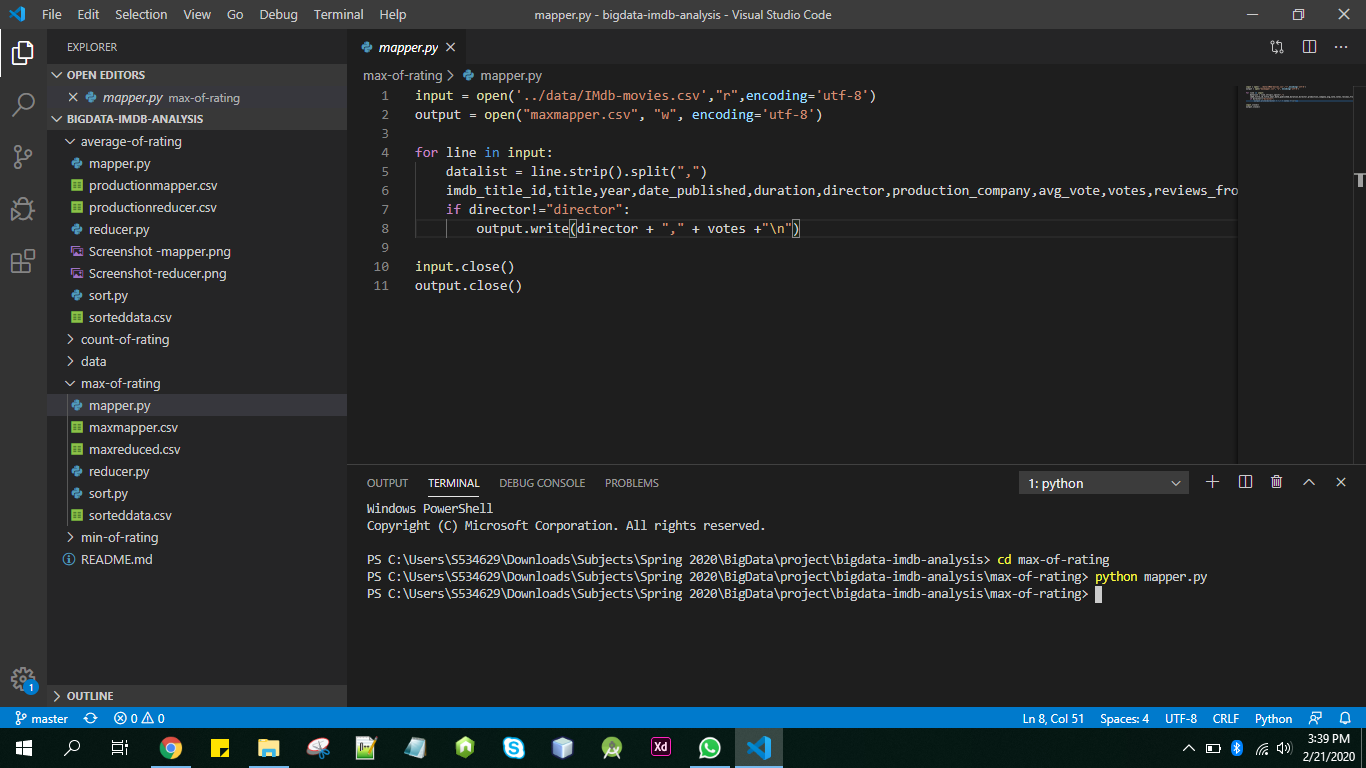 File Edit Selection View Go Debug Terminal Help mapper.py - bigdata-imdb-analysis - Visual Studio Code
EXPLORER
OPEN EDITORS
mapper.py max-of-rating
BIGDATA-IMDB-ANALYSIS
average-of-rating
mapper.py
productionmapper.csv
productionreducer.csv
reducer.py
Screenshot -mapper.png
Screenshot-reducer.png
sort.py
sorteddata.csv
count-of-rating
data
max-of-rating
mapper.py
maxmapper.csv
maxreduced.csv
reducer.py
sort.py
sorteddata.csv
min-of-rating
README.md
OUTLINE
mapper.py
max-of-rating > mapper.py
1 input = open('../data/IMdb-movies.csv',"r",encoding='utf-8')
2 output = open("maxmapper.csv", "w", encoding='utf-8')
3
4 for line in input:
5 datalist = line.strip().split(",")
6 imdb_title_id,title,year,date_published,duration,director,production_company,avg_vote,votes,reviews_fro
7 if director!="director":
8 output.write(director + "," + votes +"\n")
9
10 input.close()
11 output.close()
OUTPUT TERMINAL DEBUG CONSOLE PROBLEMS 1: python
Windows PowerShell
Copyright (C) Microsoft Corporation. All rights reserved.
PS C:\Users\S534629\Downloads\Subjects\Spring 2020\BigData\project\bigdata-imdb-analysis> cd max-of-rating
PS C:\Users\S534629\Downloads\Subjects\Spring 2020\BigData\project\bigdata-imdb-analysis\max-of-rating> python mapper.py
PS C:\Users\S534629\Downloads\Subjects\Spring 2020\BigData\project\bigdata-imdb-analysis\max-of-rating>
1
master 0 0 Ln 8, Col 51 Spaces: 4 UTF-8 CRLF Python
Xd
3:39 PM
2/21/2020